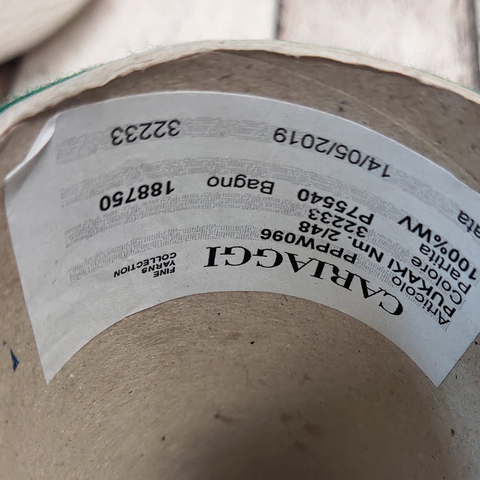 CARIAGGI
FINE
YARNS
COLLECTION
Articolo PPPW096
PUKAKI Nm 2/48
Colore 32233
Partita P75540 Bagno 188750
100%WV
14/05/2019 32233